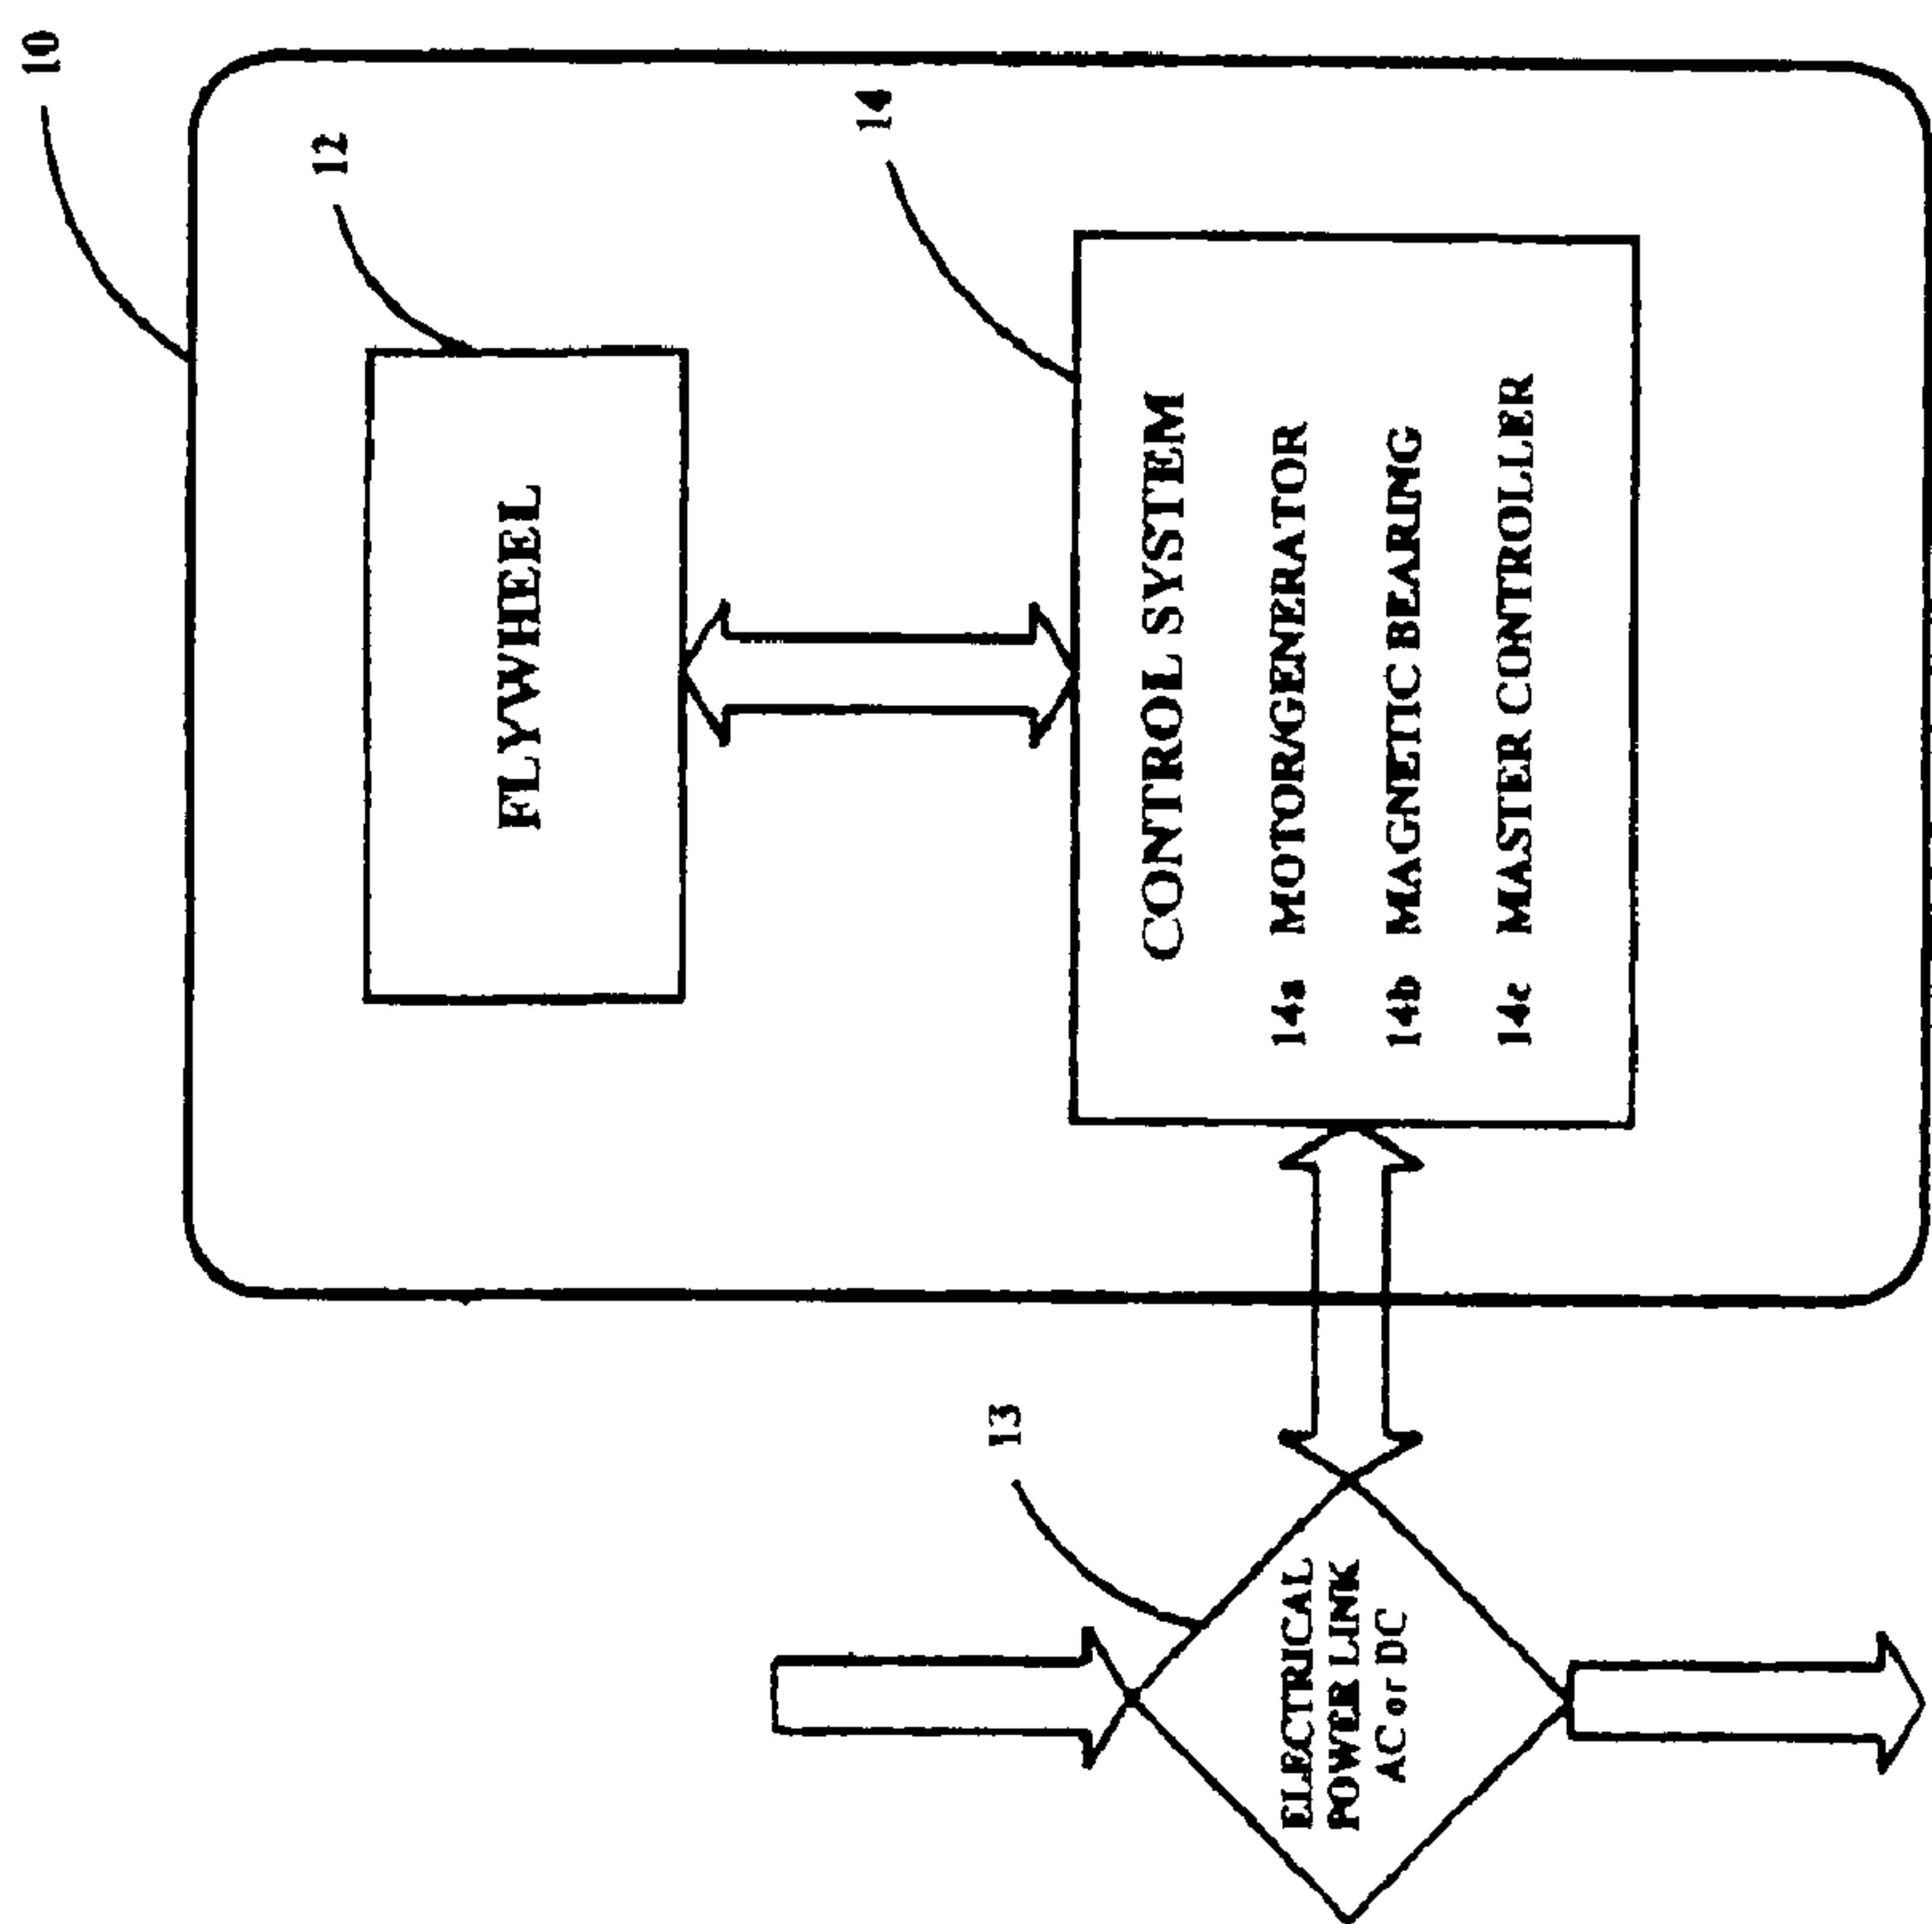 10
12
FLYWHEEL
14
CONTROL SYSTEM
14a MOTOR/GENERATOR
14b MAGNETIC BEARING
14c MASTER CONTROLLER
13
ELECTRICAL
POWER LINK
AC or DC